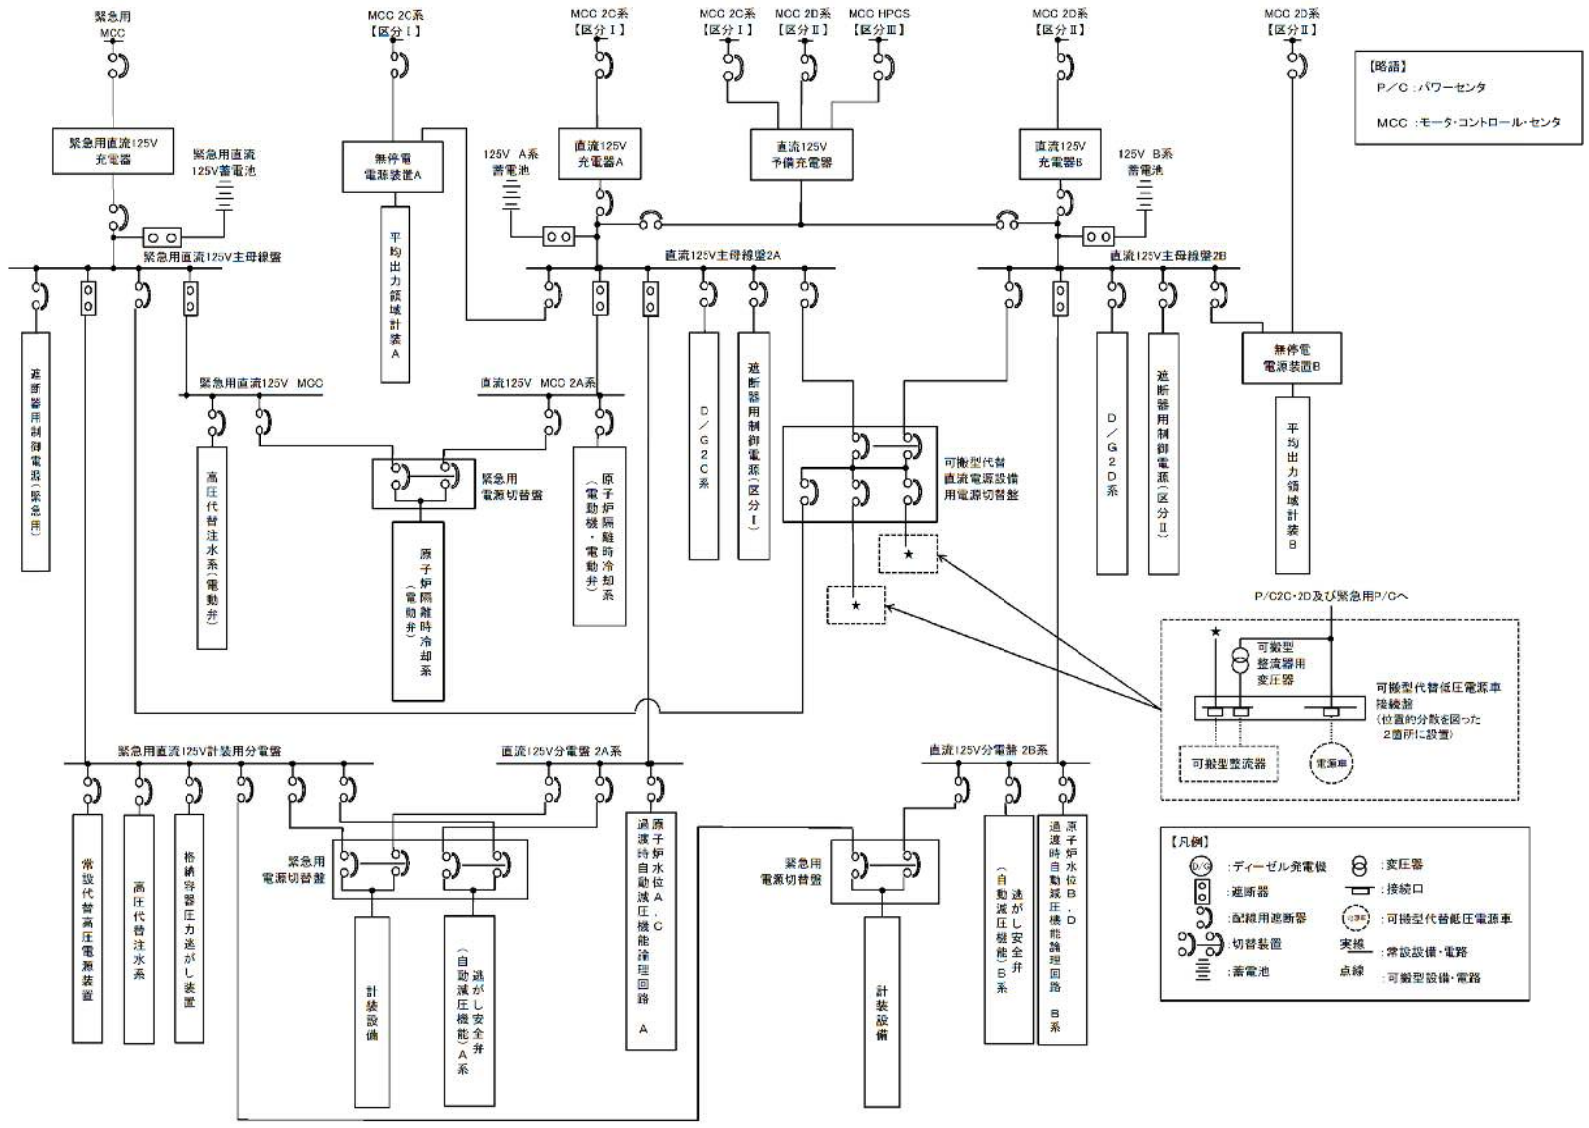 緊急用
MCC
MCC 2C系
【区分Ⅰ】
MCC 2C系
【区分Ⅰ】
MCC 2C系
【区分Ⅰ】
MCC 2D系
【区分Ⅱ】
MCC HPCS
【区分Ⅲ】
MCC 2D系
【区分Ⅱ】
MCC 2D系
【区分Ⅱ】
【略語】
P/C:パワーセンタ
MCC:モータ・コントロール・センタ
緊急用直流125V
充電器
緊急用直流
125V蓄電池
無停電
電源装置A
125V A系
蓄電池
直流125V
充電器A
直流125V
予備充電器
直流125V
充電器B
125V B系
蓄電池
平均出力領域計装A
緊急用直流125V主母線盤
直流125V主母線盤2A
直流125V主母線盤2B
無停電
電源装置B
遮断器用制御電源(緊急用)
緊急用直流125V MCC
直流125V MCC 2A系
D/G2C系
遮断器用制御電源(区分Ⅰ)
D/G2D系
遮断器用制御電源(区分Ⅱ)
平均出力領域計装B
高圧代替注水系(電動弁)
緊急用
電源切替盤
原子炉隔離時冷却系
(電動弁)
原子炉隔離時冷却系
(電動機・電動弁)
可搬型代替
直流電源設備
用電源切替盤
★
★
P/C2C・2D及び緊急用P/Cへ
★
可搬型
整流器用
変圧器
可搬型代替低圧電源車
接続盤
(位置的分散を図った
2箇所に設置)
可搬型整流器
電源車
緊急用直流125V計装用分電盤
直流125V分電盤 2A系
直流125V分電盤 2B系
常設代替高圧電源装置
高圧代替注水系
格納容器圧力逃がし装置
緊急用
電源切替盤
計装設備
逃がし安全弁
(自動減圧機能)A系
原子炉水位A,C
過渡時自動減圧機能論理回路 A
緊急用
電源切替盤
計装設備
逃がし安全弁
(自動減圧機能)B系
原子炉水位B,D
過渡時自動減圧機能論理回路 B系
【凡例】
D/G
:ディーゼル発電機
:遮断器
:配線用遮断器
:切替装置
:蓄電池
:変圧器
:接続口
電源車
:可搬型代替低圧電源車
実線
:常設設備・電路
点線
:可搬型設備・電路